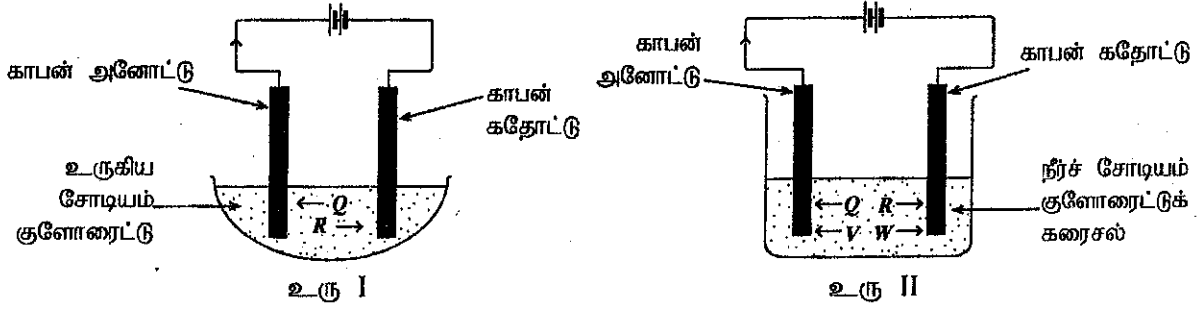 காபன் அனோட்டு
காபன்
கதோட்டு
உருகிய
சோடியம்
குளோரைட்டு
Q
R
உரு I
காபன்
அனோட்டு
காபன் கதோட்டு
நீர்ச் சோடியம்
குளோரைட்டுக்
கரைசல்
Q R
V W
உரு II